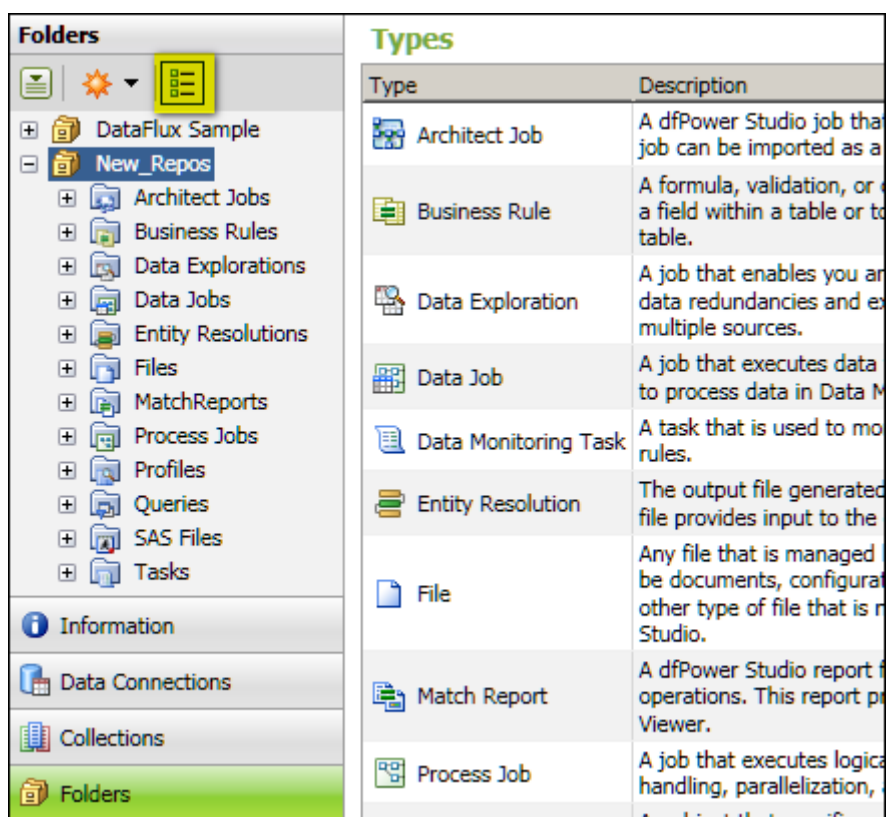 Folders
DataFlux Sample
New_Repos
Architect Jobs
Business Rules
Data Explorations
Data Jobs
Entity Resolutions
Files
MatchReports
Process Jobs
Profiles
Queries
SAS Files
Tasks
Information
Data Connections
Collections
Folders
Types
Type Description
Architect Job
A dfPower Studio job that
job can be imported as a
Business Rule
A formula, validation, or
a field within a table or to
table.
Data Exploration
A job that enables you
data redundancies and
multiple sources.
Data Job
A job that executes data
to process data in Data
Data Monitoring Task
A task that is used to
rules.
Entity Resolution
The output file generated
file provides input to the
File
Any file that is managed
be documents,
other type of file that is
Studio.
Match Report
A dfPower Studio report
operations. This report
Viewer.
Process Job
A job that executes
handling, parallelization,